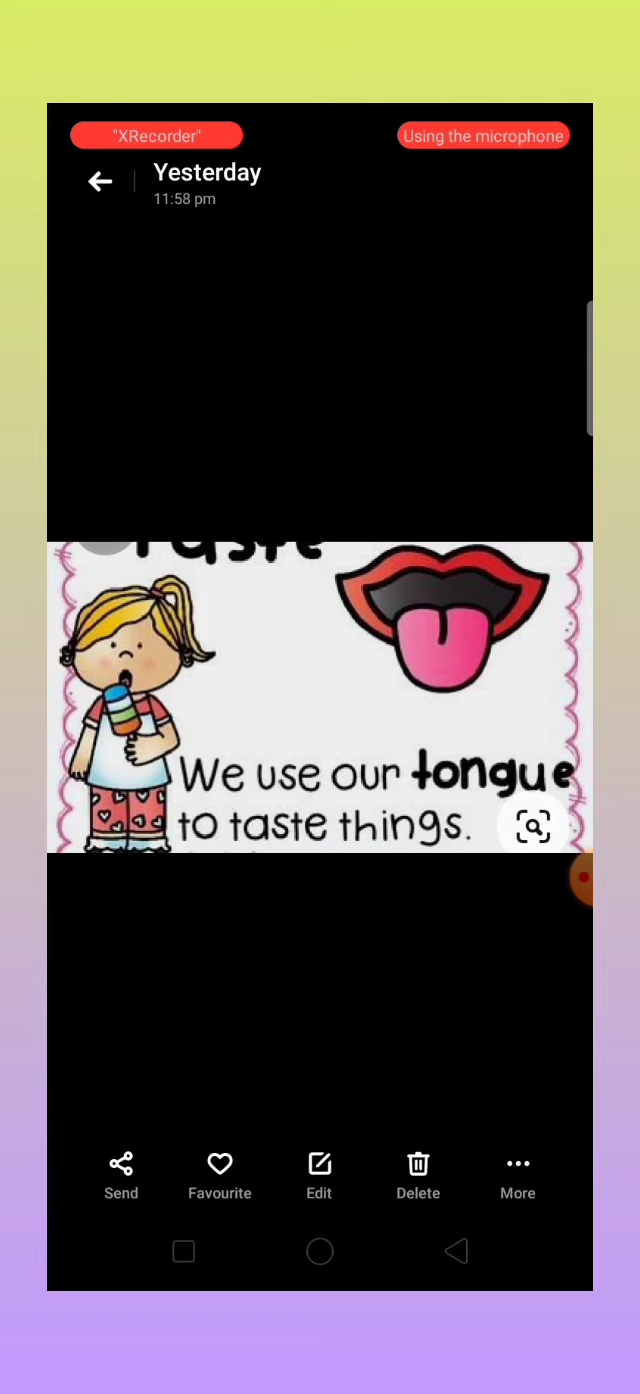 "XRecorder" Using the microphone
Yesterday
11:58 pm
Taste
We use our tongue
to taste things.
Send Favourite Edit Delete More